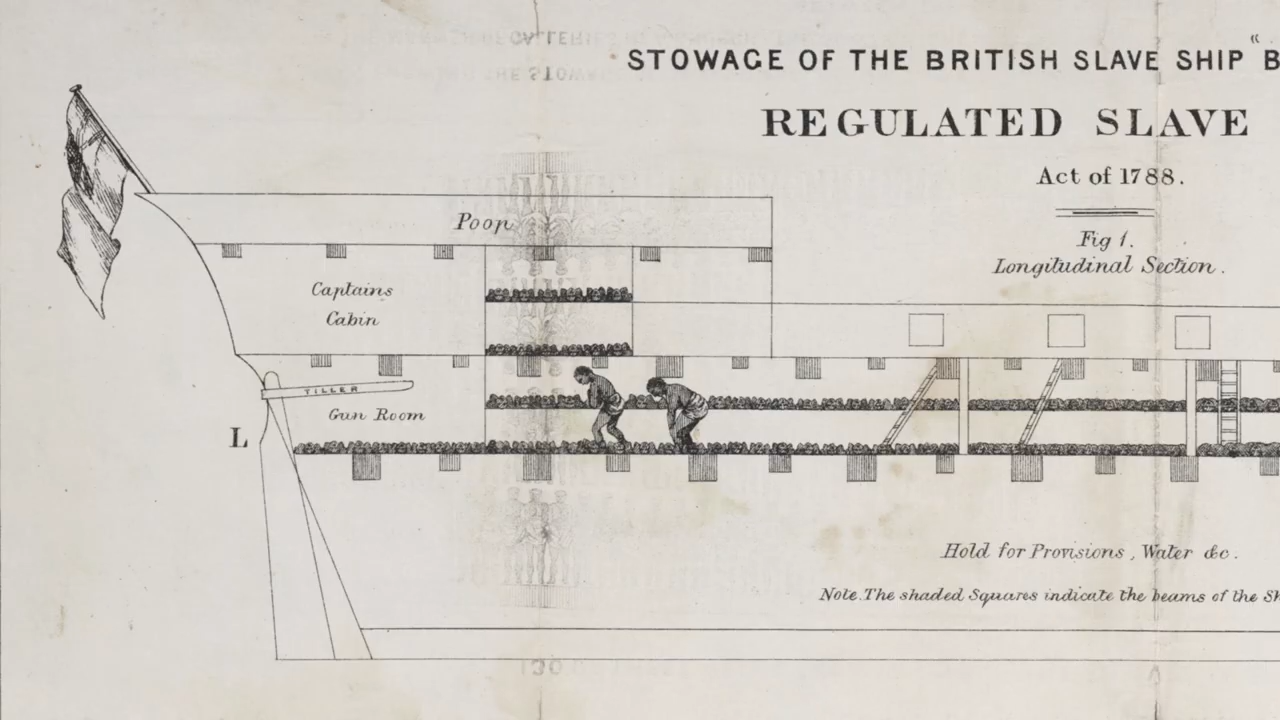 STOWAGE OF THE BRITISH SLAVE SHIP "B
REGULATED SLAVE
Act of 1788.
Fig 1.
Longitudinal Section.
Poop
Captains
Cabin
TILLER
Gun Room
L
Hold for Provisions, Water &c.
Note. The shaded Squares indicate the beams of the Sh